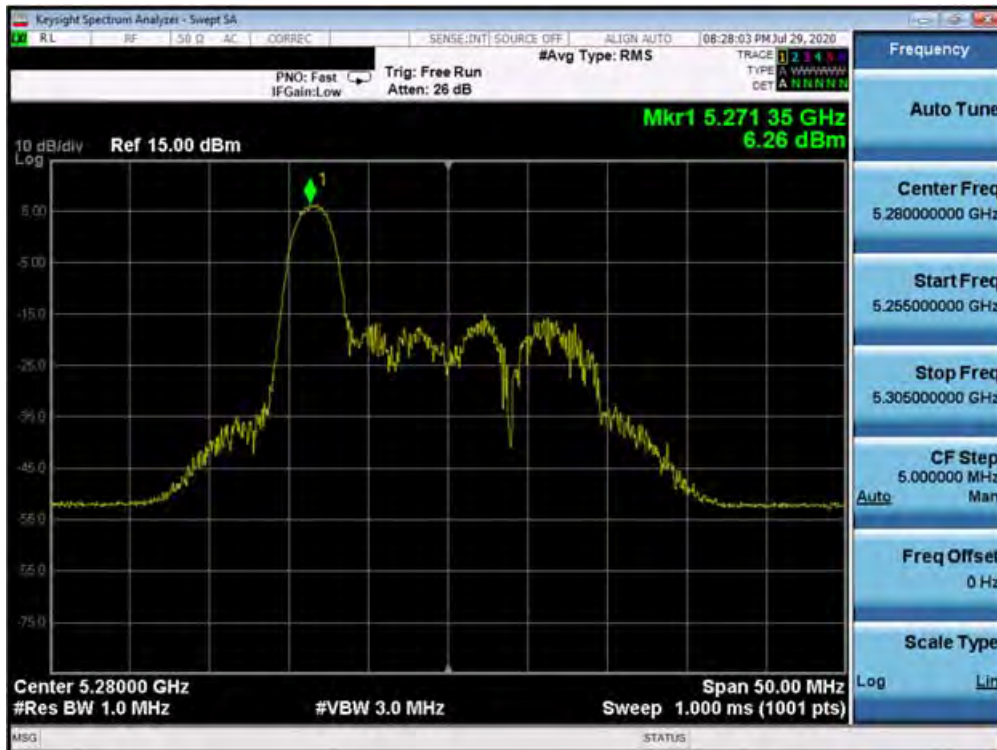 Keysight Spectrum Analyzer - Swept SA
LXI RL RF 50 Ω AC CORREC SENSE:INT SOURCE OFF ALIGN AUTO 08:28:03 PM Jul 29, 2020
PNO: Fast Trig: Free Run #Avg Type: RMS TRACE 1 2 3 4 5 6
IFGain:Low Atten: 26 dB TYPE A WWWWW
DET A N N N N N
Mkr1 5.271 35 GHz
6.26 dBm
10 dB/div Ref 15.00 dBm
Log
1
5.00
-5.00
-15.0
-25.0
-35.0
-45.0
-55.0
-65.0
-75.0
Center 5.28000 GHz Span 50.00 MHz
#Res BW 1.0 MHz #VBW 3.0 MHz Sweep 1.000 ms (1001 pts)
MSG STATUS
Frequency
Auto Tune
Center Freq
5.280000000 GHz
Start Freq
5.255000000 GHz
Stop Freq
5.305000000 GHz
CF Step
5.000000 MHz
Auto Man
Freq Offset
0 Hz
Scale Type
Log Lin